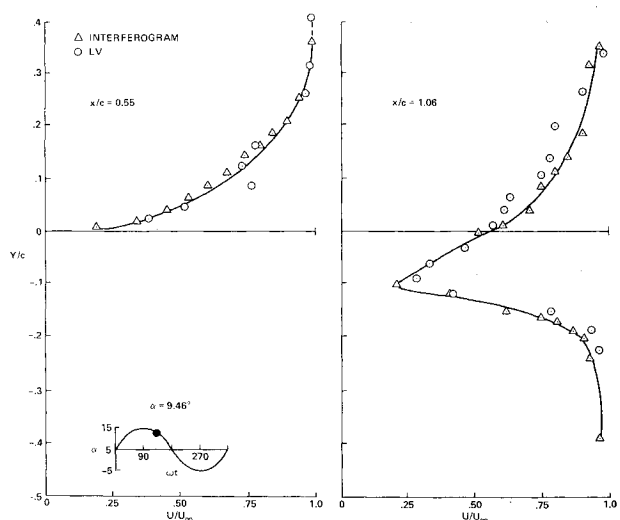 .4
△ INTERFEROGRAM
○ LV
.3
x/c = 0.55
x/c = 1.06
.2
.1
0
Y/c
-.1
-.2
-.3
α = 9.46°
15
α 5
-5
90 270
ωt
-.4
-.5
0 .25 .50 .75 1.0
U/U∞
0 .25 .50 .75 1.0
U/U∞